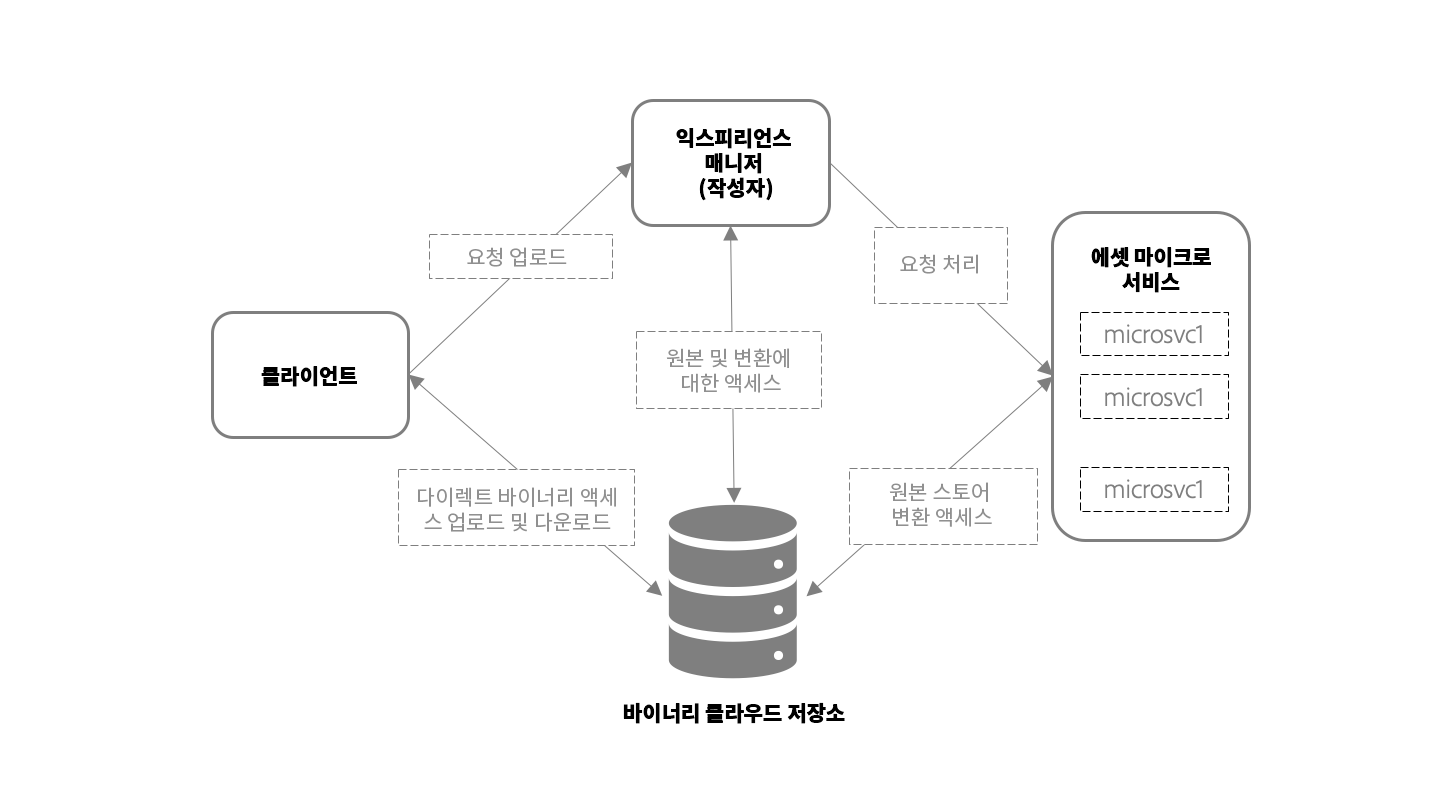 익스피리언스
매니저
(작성자)
요청 업로드
요청 처리
에셋 마이크로
서비스
microsvc1
microsvc1
microsvc1
클라이언트
원본 및 변환에
대한 액세스
다이렉트 바이너리 액세
스 업로드 및 다운로드
원본 스토어
변환 액세스
바이너리 클라우드 저장소